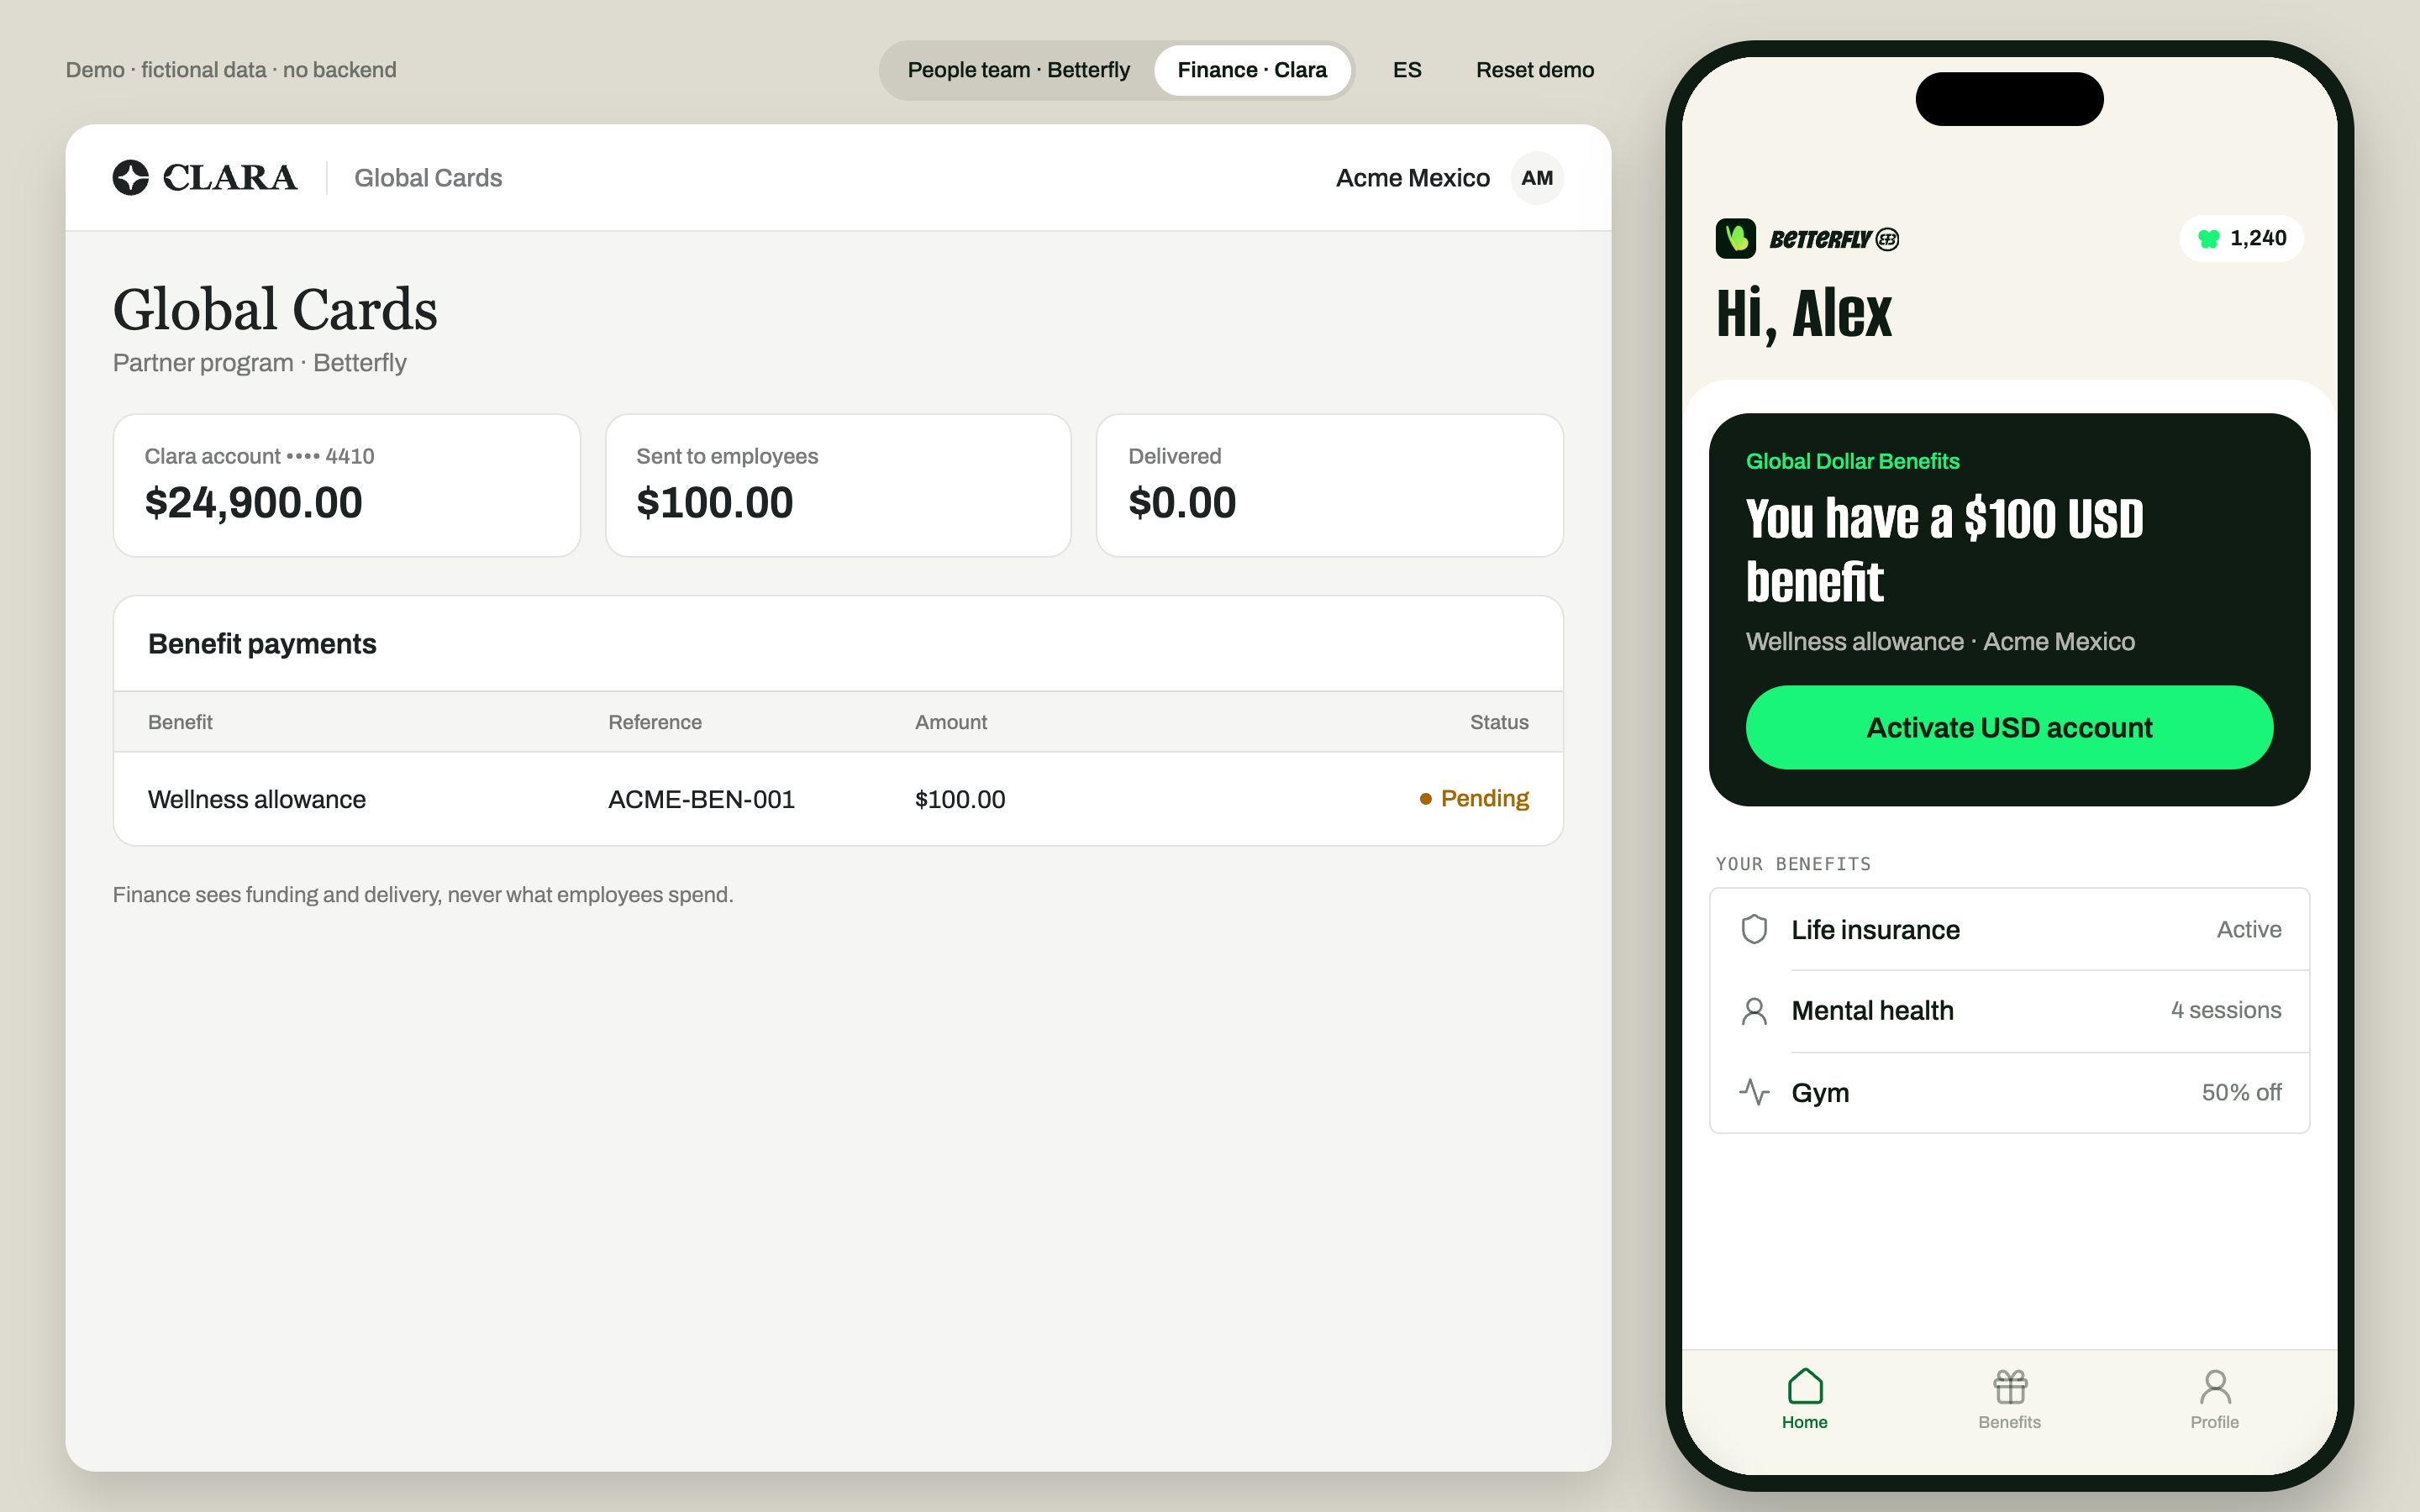 Demo · fictional data · no backend
People team · Betterfly
Finance · Clara
ES
Reset demo
CLARA
Global Cards
Acme Mexico
AM
Global Cards
Partner program · Betterfly
Clara account •••• 4410
$24,900.00
Sent to employees
$100.00
Delivered
$0.00
Benefit payments
Benefit Reference Amount Status
Wellness allowance ACME-BEN-001 $100.00 Pending
Finance sees funding and delivery, never what employees spend.
BETTERFLY
1,240
Hi, Alex
Global Dollar Benefits
You have a $100 USD
benefit
Wellness allowance · Acme Mexico
Activate USD account
YOUR BENEFITS
Life insurance Active
Mental health 4 sessions
Gym 50% off
Home
Benefits
Profile